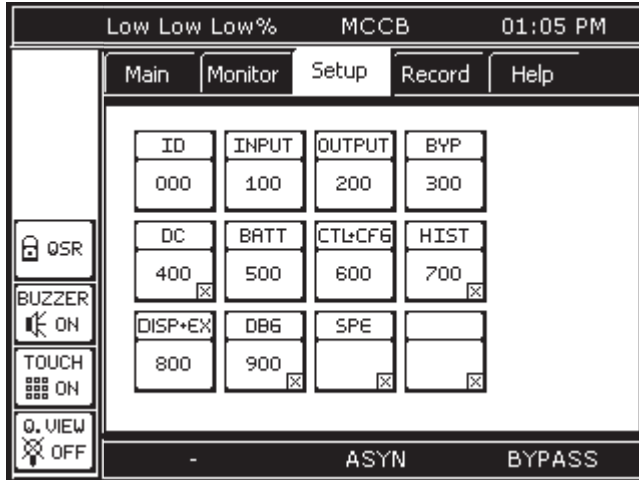 Low Low Low% MCCB 01:05 PM
Main Monitor Setup Record Help
ID INPUT OUTPUT BYP
000 100 200 300
DC BATT CTL+CFG HIST
400 500 600 700
DISP+EX DBG SPE
800 900
QSR
BUZZER
ON
TOUCH
ON
Q.VIEW
OFF
- ASYN BYPASS